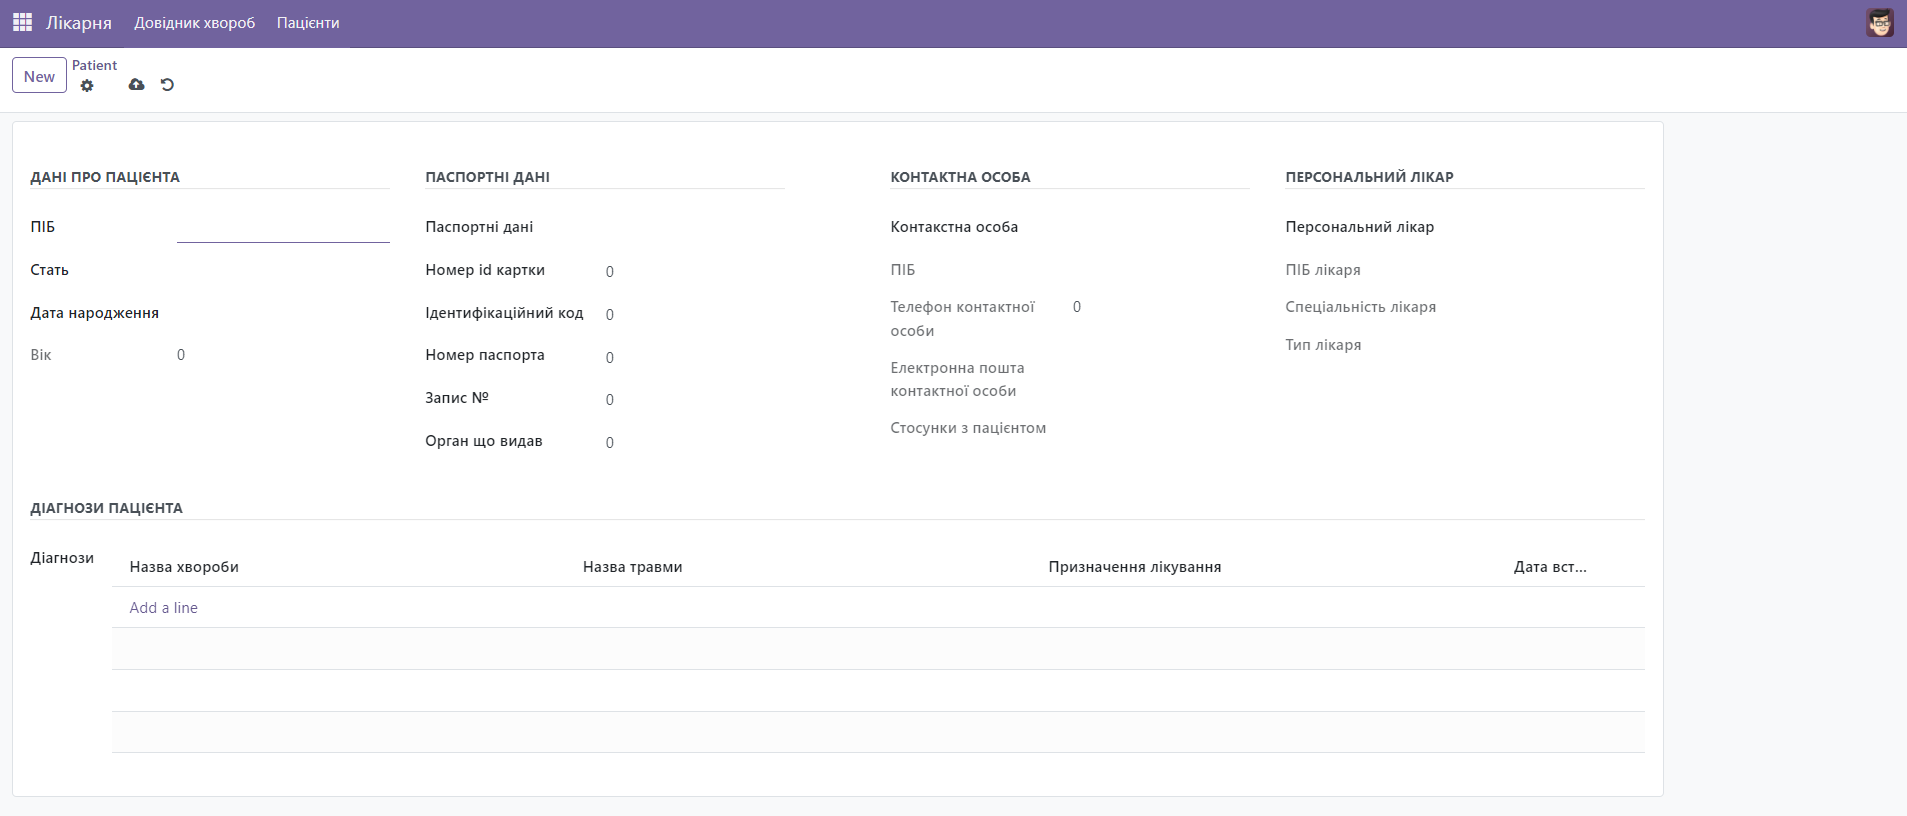 Лікарня Довідник хвороб Пацієнти
New Patient
ДАНІ ПРО ПАЦІЄНТА
ПІБ
Стать
Дата народження
Вік 0
ПАСПОРТНІ ДАНІ
Паспортні дані
Номер id картки 0
Ідентифікаційний код 0
Номер паспорта 0
Запис № 0
Орган що видав 0
КОНТАКТНА ОСОБА
Контакстна особа
ПІБ
Телефон контактної 0
особи
Електронна пошта
контактної особи
Стосунки з пацієнтом
ПЕРСОНАЛЬНИЙ ЛІКАР
Персональний лікар
ПІБ лікаря
Спеціальність лікаря
Тип лікаря
ДІАГНОЗИ ПАЦІЄНТА
Діагнози
Назва хвороби Назва травми Призначення лікування Дата вст...
Add a line